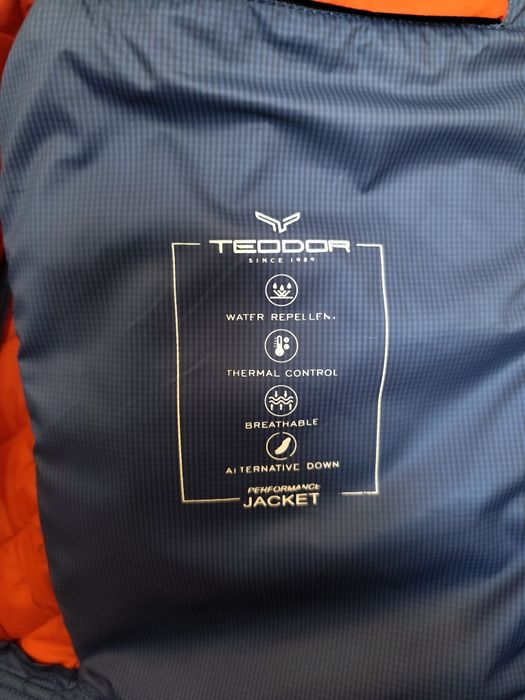 TEODOR
SINCE 1989
WATER REPELLENT
THERMAL CONTROL
BREATHABLE
ALTERNATIVE DOWN
PERFORMANCE
JACKET